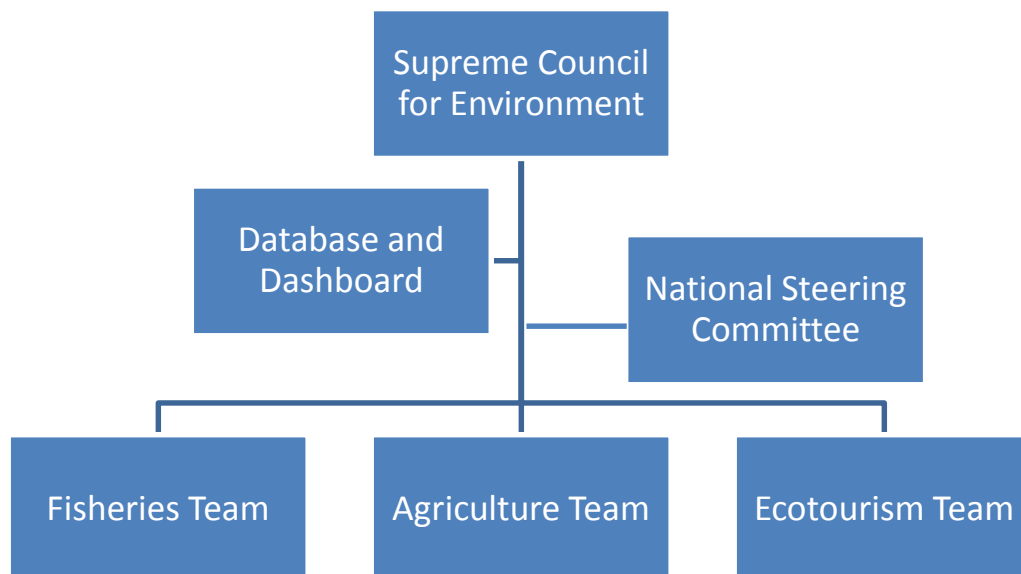 Supreme Council
for Environment
Database and
Dashboard
National Steering
Committee
Fisheries Team
Agriculture Team
Ecotourism Team